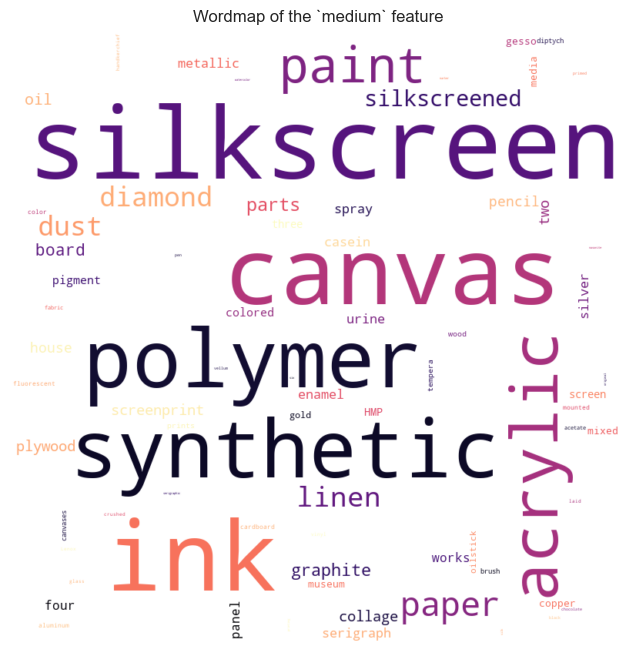 Wordmap of the `medium` feature
gesso
diptych
paint
metallic
media
oil
silkscreened
silkscreen
diamond
parts
spray
pencil
two
color
dust
three
board
casein
canvas
pigment
silver
fabric
colored
urine
house
polymer
wood
acrylic
vellum
tempera
fluorescent
enamel
screen
screenprint
gold
HMP
mounted
prints
acetate
mixed
plywood
synthetic
linen
laid
canvases
crushed
cardboard
ink
works
oilstick
graphite
brush
museum
four
panel
collage
paper
copper
chocolate
aluminum
serigraph